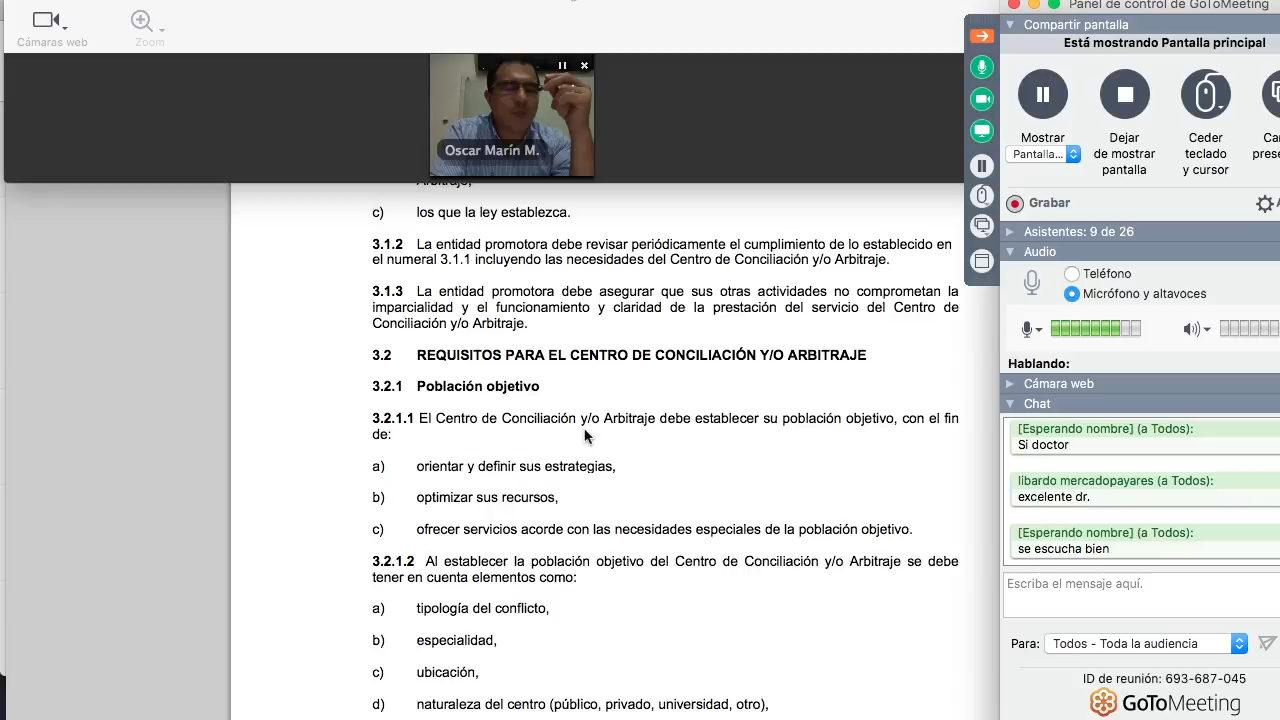 Cámaras web
Zoom
Oscar Marín M.
Arbitraje,
c) los que la ley establezca.
3.1.2 La entidad promotora debe revisar periódicamente el cumplimiento de lo establecido en
el numeral 3.1.1 incluyendo las necesidades del Centro de Conciliación y/o Arbitraje.
3.1.3 La entidad promotora debe asegurar que sus otras actividades no comprometan la
imparcialidad y el funcionamiento y claridad de la prestación del servicio del Centro de
Conciliación y/o Arbitraje.
3.2 REQUISITOS PARA EL CENTRO DE CONCILIACIÓN Y/O ARBITRAJE
3.2.1 Población objetivo
3.2.1.1 El Centro de Conciliación y/o Arbitraje debe establecer su población objetivo, con el fin
de:
a) orientar y definir sus estrategias,
b) optimizar sus recursos,
c) ofrecer servicios acorde con las necesidades especiales de la población objetivo.
3.2.1.2 Al establecer la población objetivo del Centro de Conciliación y/o Arbitraje se debe
tener en cuenta elementos como:
a) tipología del conflicto,
b) especialidad,
c) ubicación,
d) naturaleza del centro (público, privado, universidad, otro),
Panel de control de GoToMeeting
Compartir pantalla
Está mostrando Pantalla principal
Mostrar
Pantalla...
Dejar
de mostrar
pantalla
Ceder
teclado
y cursor
Grabar
Asistentes: 9 de 26
Audio
Teléfono
Micrófono y altavoces
Hablando:
Cámara web
Chat
[Esperando nombre] (a Todos):
Si doctor
libardo mercadopayares (a Todos):
excelente dr.
[Esperando nombre] (a Todos):
se escucha bien
Escriba el mensaje aquí.
Para: Todos - Toda la audiencia
ID de reunión: 693-687-045
GoToMeeting